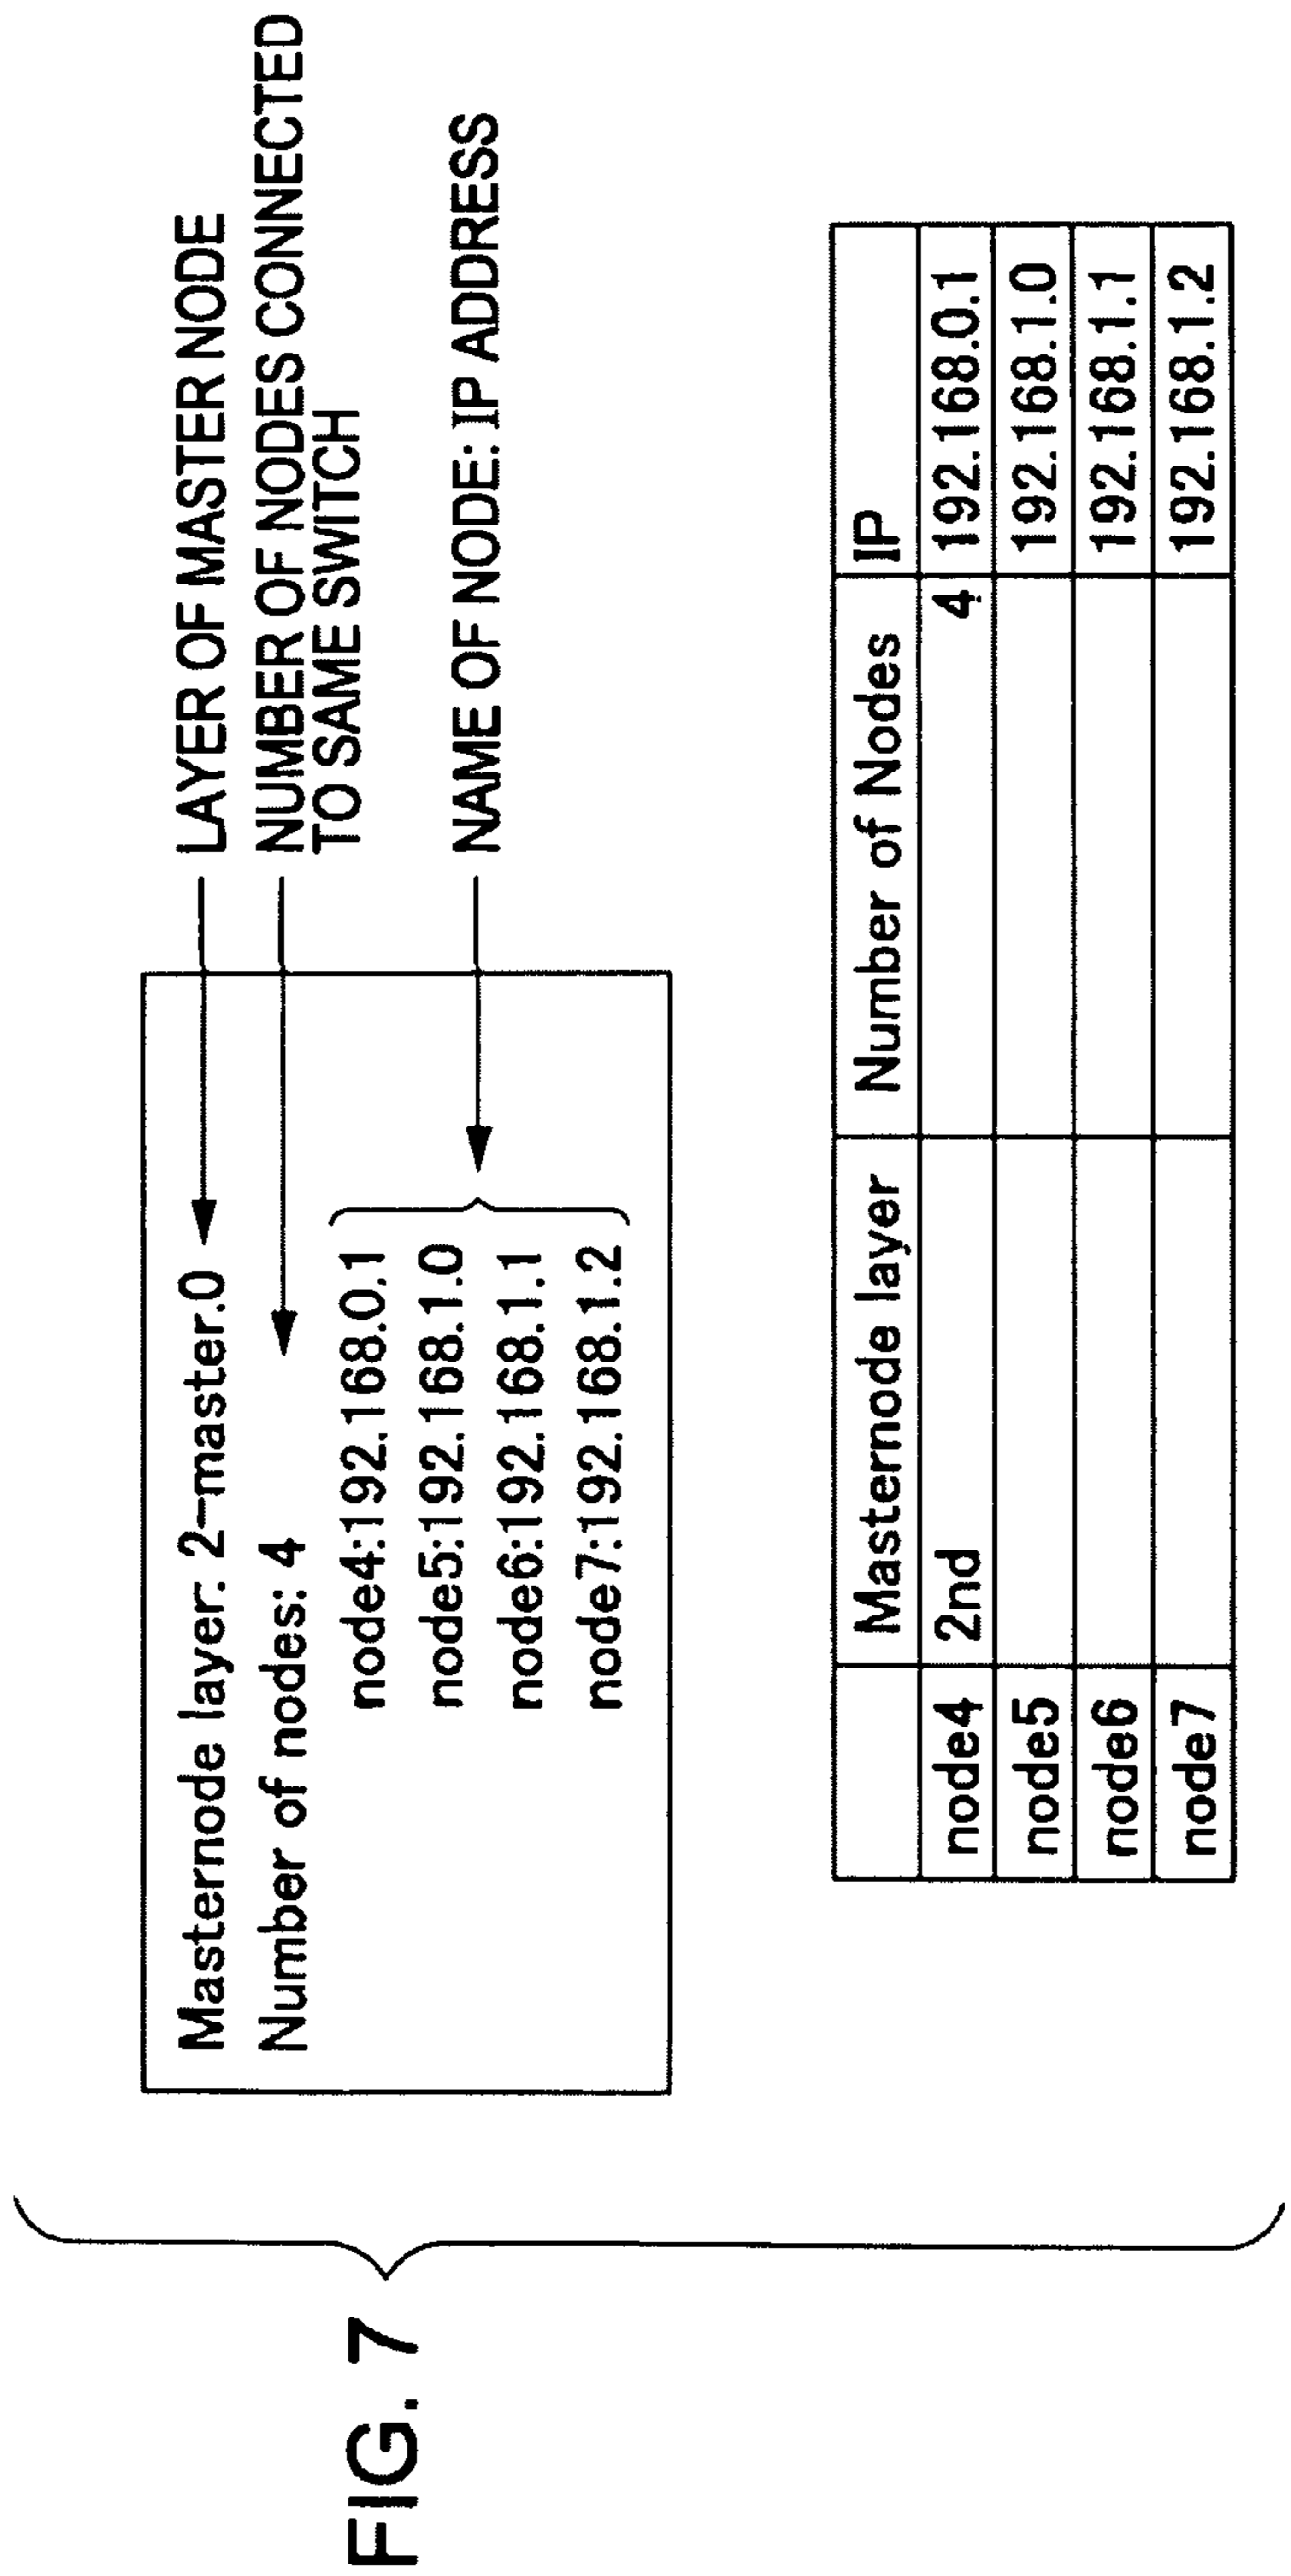 FIG. 7
Masternode layer: 2-master.0
LAYER OF MASTER NODE
Number of nodes: 4
NUMBER OF NODES CONNECTED
TO SAME SWITCH
node4:192.168.0.1
node5:192.168.1.0
NAME OF NODE: IP ADDRESS
node6:192.168.1.1
node7:192.168.1.2
Masternode layer Number of Nodes IP
node4 2nd 4 192.168.0.1
node5 192.168.1.0
node6 192.168.1.1
node7 192.168.1.2